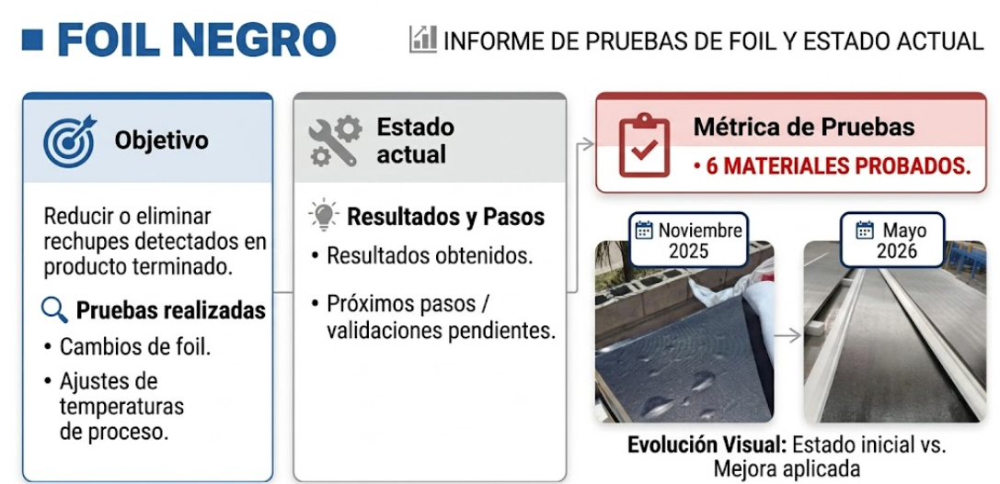 FOIL NEGRO
INFORME DE PRUEBAS DE FOIL Y ESTADO ACTUAL
Objetivo
Reducir o eliminar
rechupes detectados en
producto terminado.
Pruebas realizadas
• Cambios de foil.
• Ajustes de
temperaturas
de proceso.
Estado
actual
Resultados y Pasos
• Resultados obtenidos.
• Próximos pasos /
validaciones pendientes.
Métrica de Pruebas
• 6 MATERIALES PROBADOS.
Noviembre
2025
Mayo
2026
Evolución Visual: Estado inicial vs.
Mejora aplicada